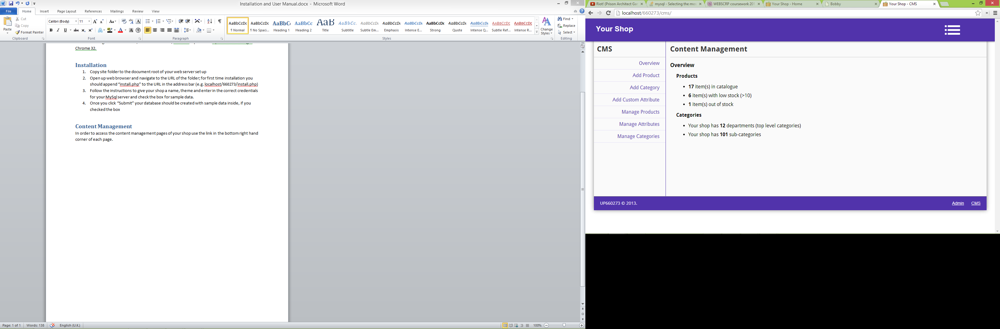 Installation and User Manual.docx - Microsoft Word
File Home Insert Page Layout References Mailings Review View
Paste
Cut
Copy
Format Painter
Clipboard
Calibri (Body) 11
Font
Paragraph
AaBbCcDc AaBbCcDc AaBbC AaBbCc AaB AaBbCc. AaBbCcDc AaBbCcDc AaBbCcDc AaBbCcDc AaBbCcDc AaBbCcDc AABBCCDE AABBCCDE
¶ Normal ¶ No Spaci... Heading 1 Heading 2 Title Subtitle Subtle Em... Emphasis Intense E... Strong Quote Intense Q... Subtle Ref... Intense R...
Styles
Change
Styles
Find
Replace
Select
Editing
Chrome 32.
Installation
1. Copy site folder to the document root of your web server set up
2. Open up web browser and navigate to the URL of the folder; for first time installation you
should append “install.php” to the URL in the address bar (e.g. localhost/660273/install.php)
3. Follow the instructions to give your shop a name, theme and enter in the correct credentials
for your MySql server and check the box for sample data.
4. Once you click “Submit” your database should be created with sample data inside, if you
checked the box
Content Management
In order to access the content management pages of your shop use the link in the bottom right hand
corner of each page.
Page: 1 of 1 Words: 138 English (U.K.) 100%
Riot! (Prison Architect Gar mysql - Selecting the mos WEBSCRP coursework 201 Your Shop - Home Bobby Your Shop - CMS
localhost/660273/cms/
Your Shop
CMS
Overview
Add Product
Add Category
Add Custom Attribute
Manage Products
Manage Attributes
Manage Categories
Content Management
Overview
Products
• 17 item(s) in catalogue
• 6 item(s) with low stock (>10)
• 1 item(s) out of stock
Categories
• Your shop has 12 departments (top level categories)
• Your shop has 101 sub-categories
UP660273 © 2013. Admin CMS